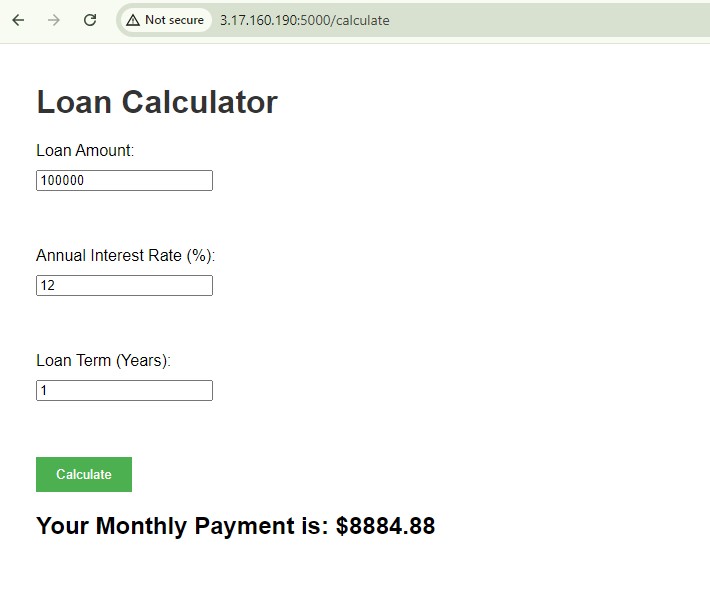 Not secure 3.17.160.190:5000/calculate
Loan Calculator
Loan Amount:
100000
Annual Interest Rate (%):
12
Loan Term (Years):
1
Calculate
Your Monthly Payment is: $8884.88